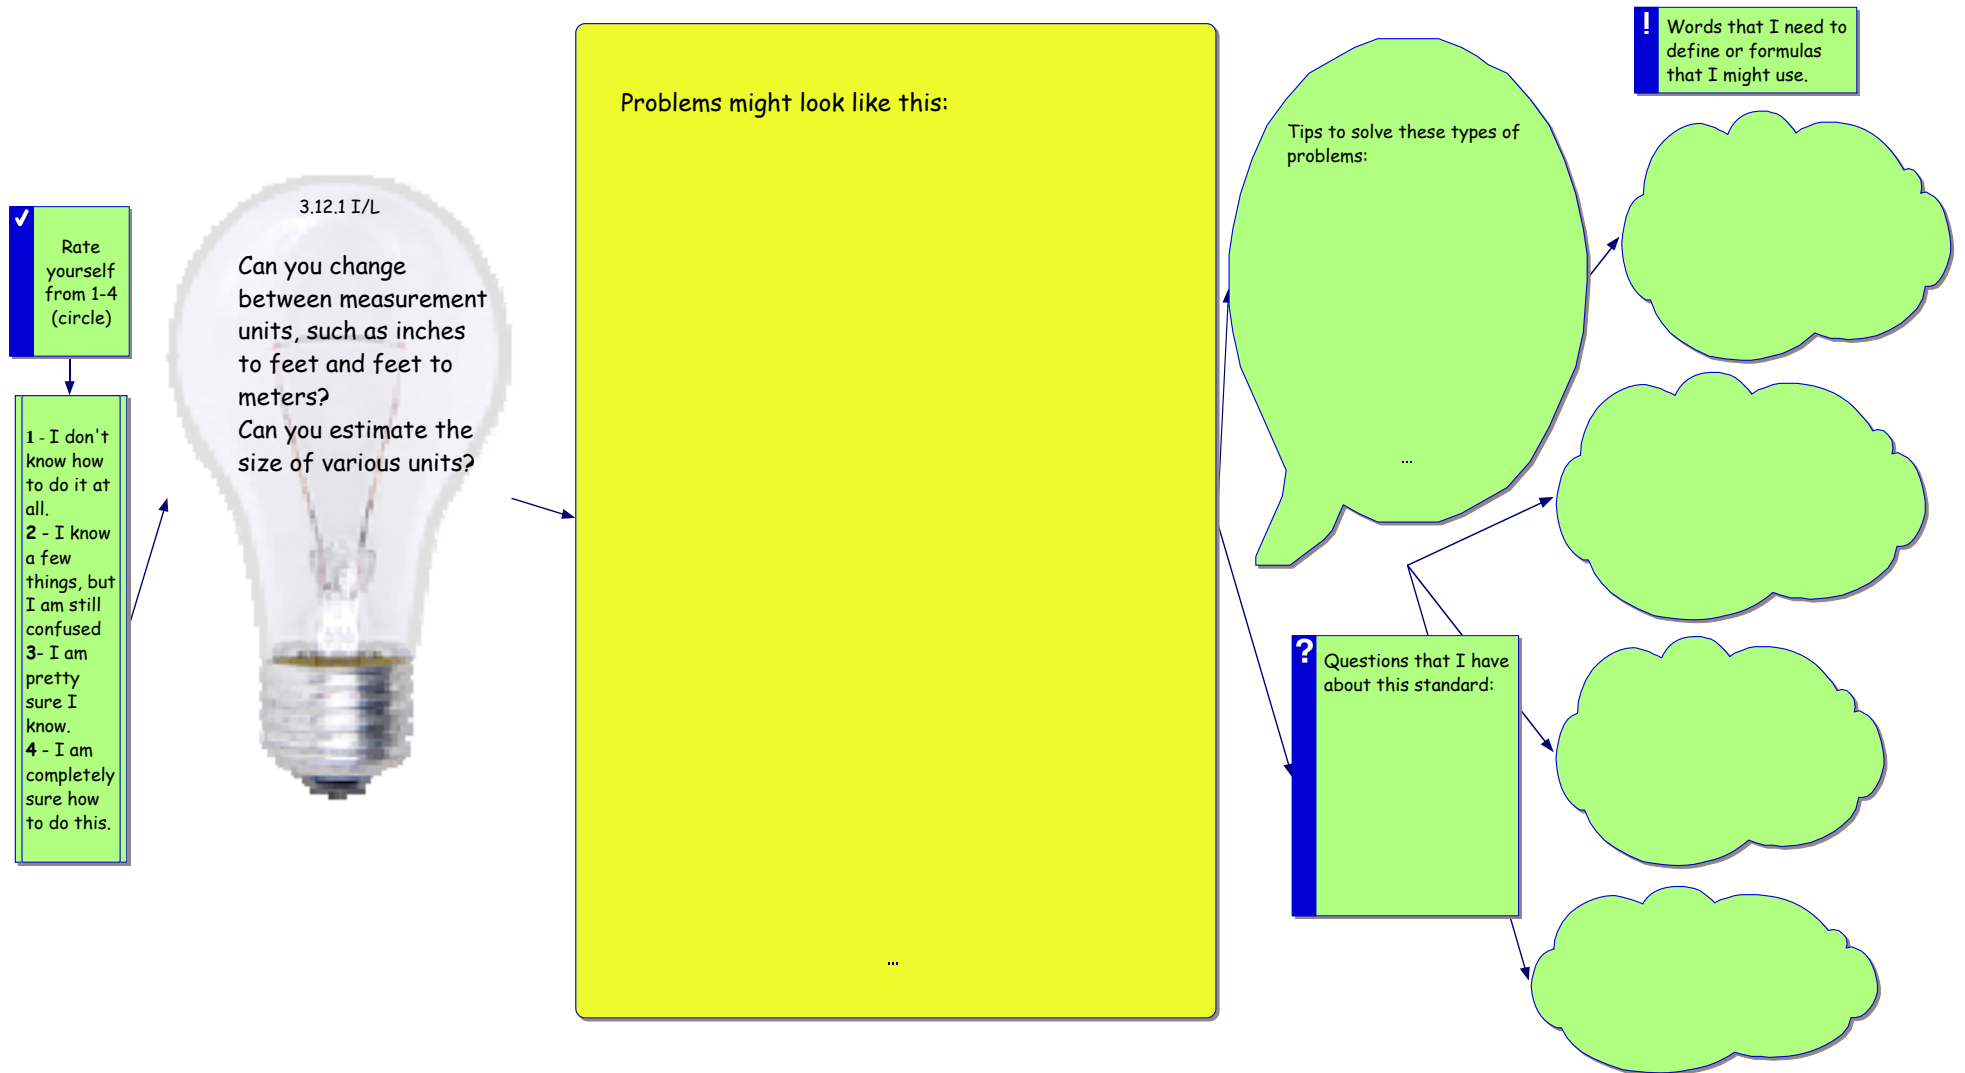 ✓
Rate
yourself
from 1-4
(circle)
1 - I don't
know how
to do it at
all.
2 - I know
a few
things, but
I am still
confused
3- I am
pretty
sure I
know.
4 - I am
completely
sure how
to do this.
3.12.1 I/L
Can you change
between measurement
units, such as inches
to feet and feet to
meters?
Can you estimate the
size of various units?
Problems might look like this:
...
Tips to solve these types of
problems:
...
?
Questions that I have
about this standard:
!
Words that I need to
define or formulas
that I might use.